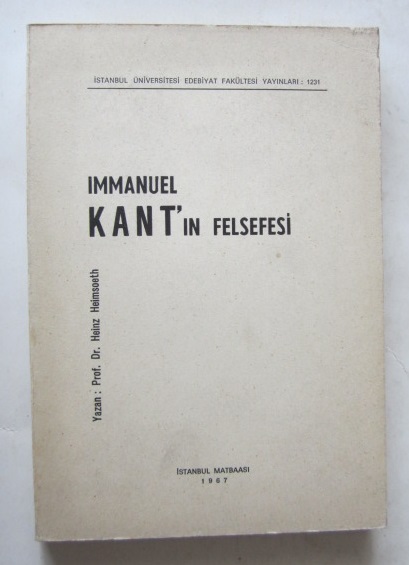 İSTANBUL ÜNİVERSİTESİ EDEBİYAT FAKÜLTESİ YAYINLARI: 1231
IMMANUEL
KANT'IN FELSEFESİ
Yazan: Prof. Dr. Heinz Heimsoeth
İSTANBUL MATBAASI
1967